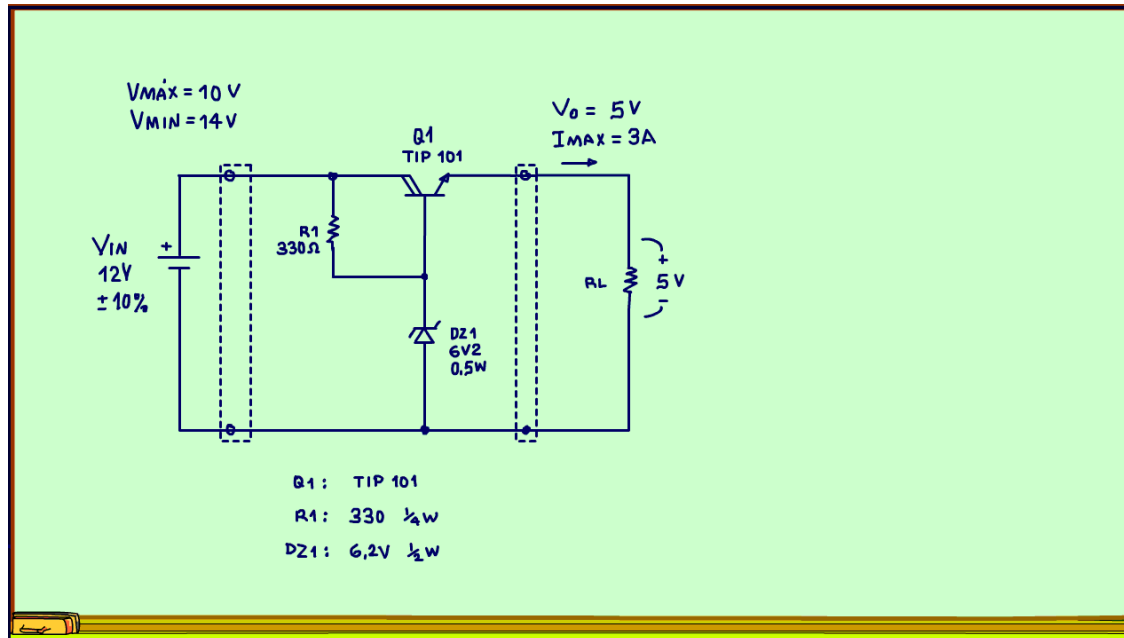 VMÁX = 10 V
VMIN = 14 V
Vo = 5 V
IMAX = 3A
Q1
TIP 101
R1
330Ω
VIN
12V
± 10%
+
DZ1
6V2
0,5W
RL
+
5 V
-
Q1: TIP 101
R1: 330 ¼W
DZ1: 6,2V ½W